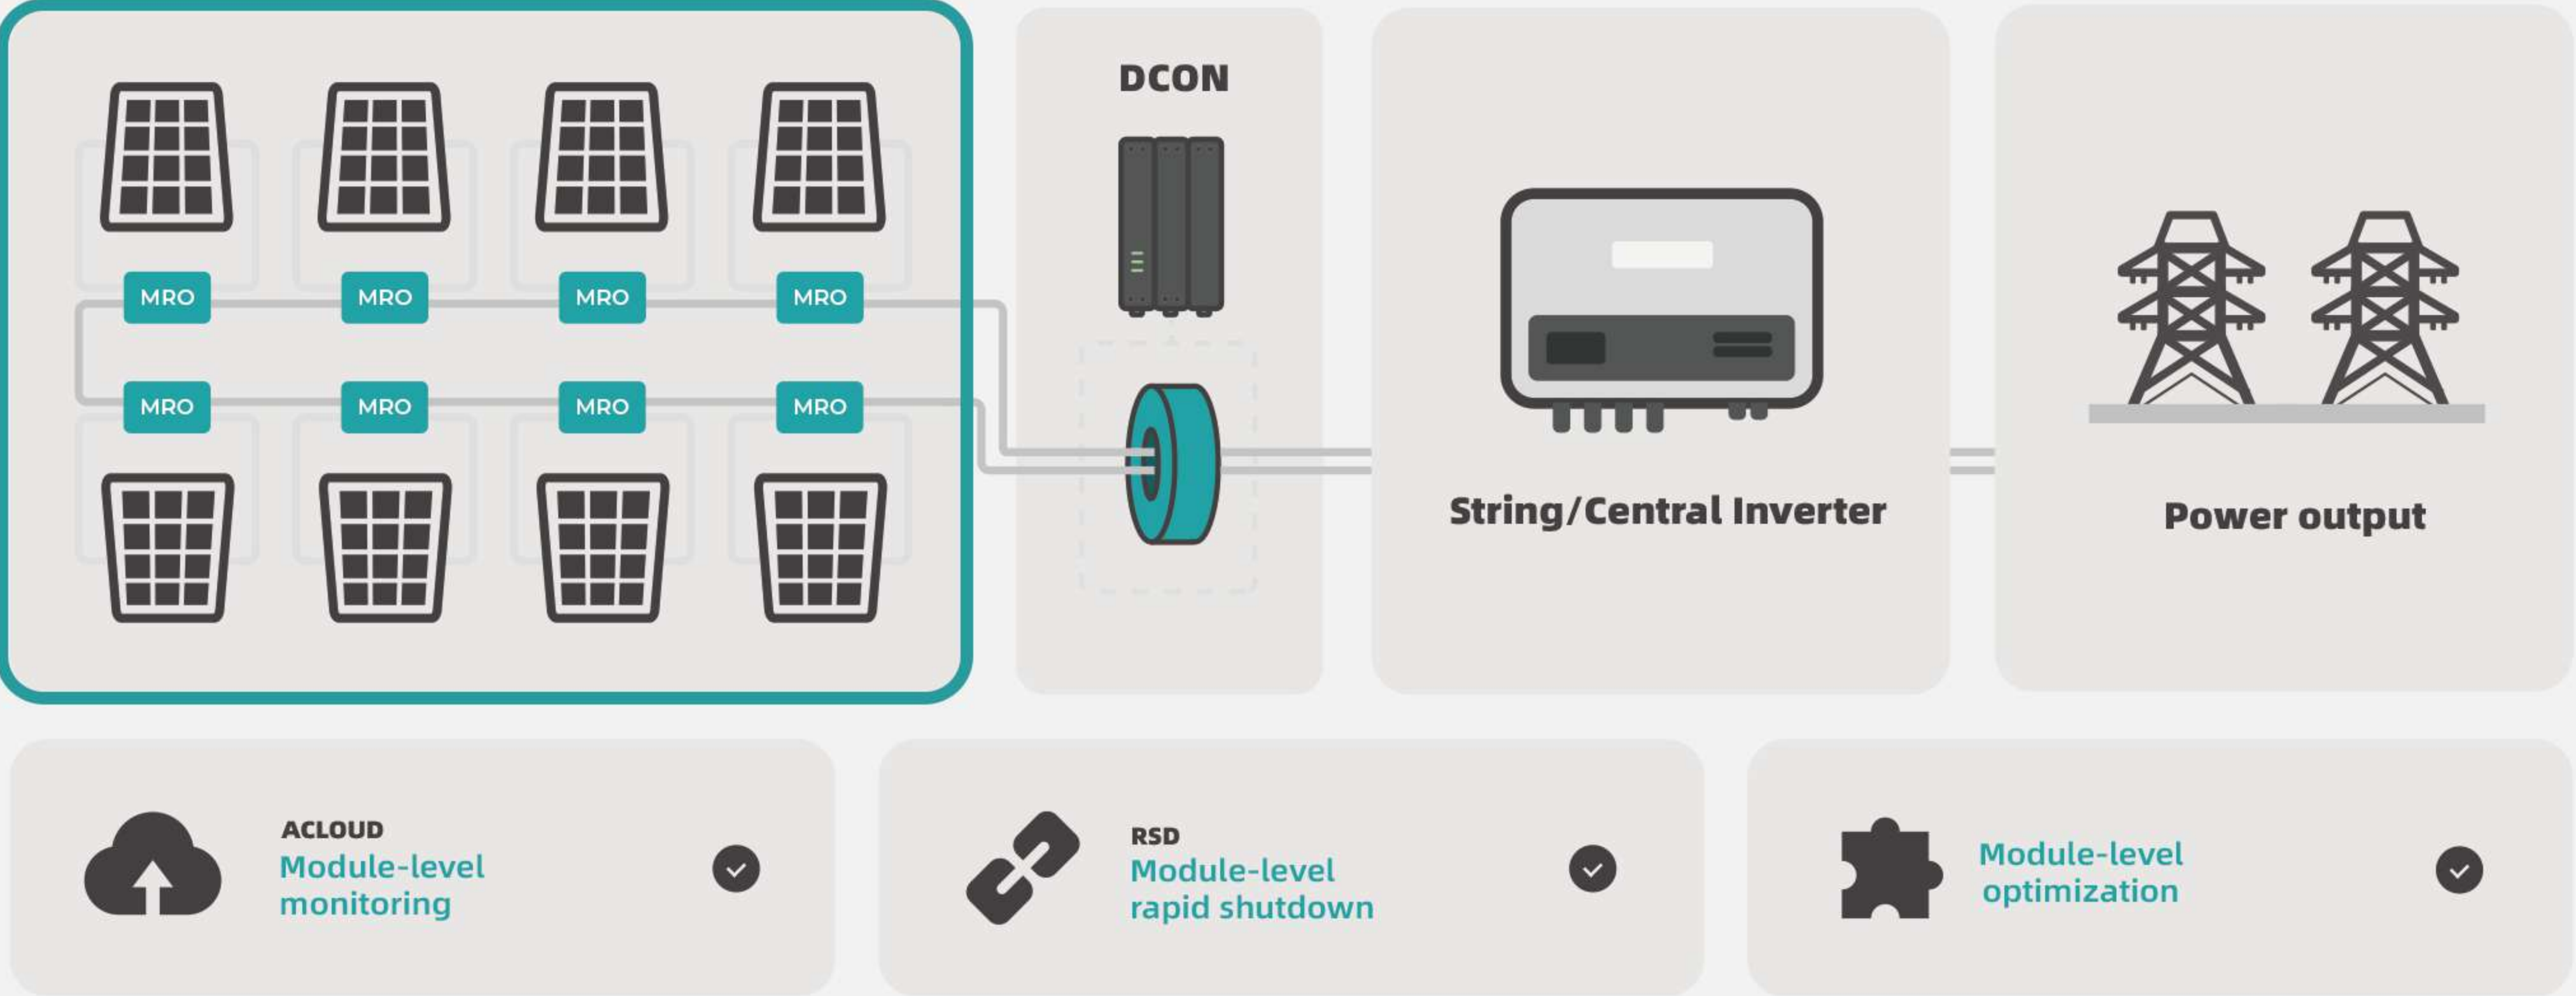 DCON
MRO
MRO
MRO
MRO
MRO
MRO
MRO
MRO
String/Central Inverter
Power output
ACLOUD
Module-level
monitoring
RSD
Module-level
rapid shutdown
Module-level
optimization